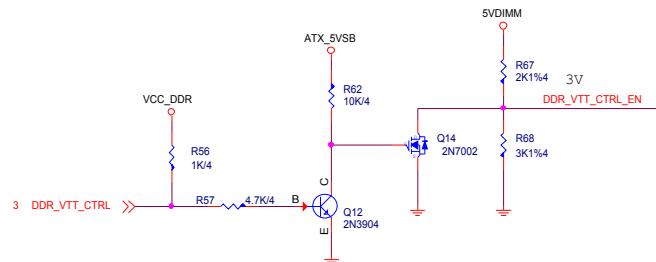 5VDIMM
ATX_5VSB
R67
2K1%4
3V
VCC_DDR
R62
10K/4
DDR_VTT_CTRL_EN
R56
1K/4
Q14
2N7002
R68
3K1%4
C
R57
4.7K/4
B
3 DDR_VTT_CTRL
Q12
2N3904
E